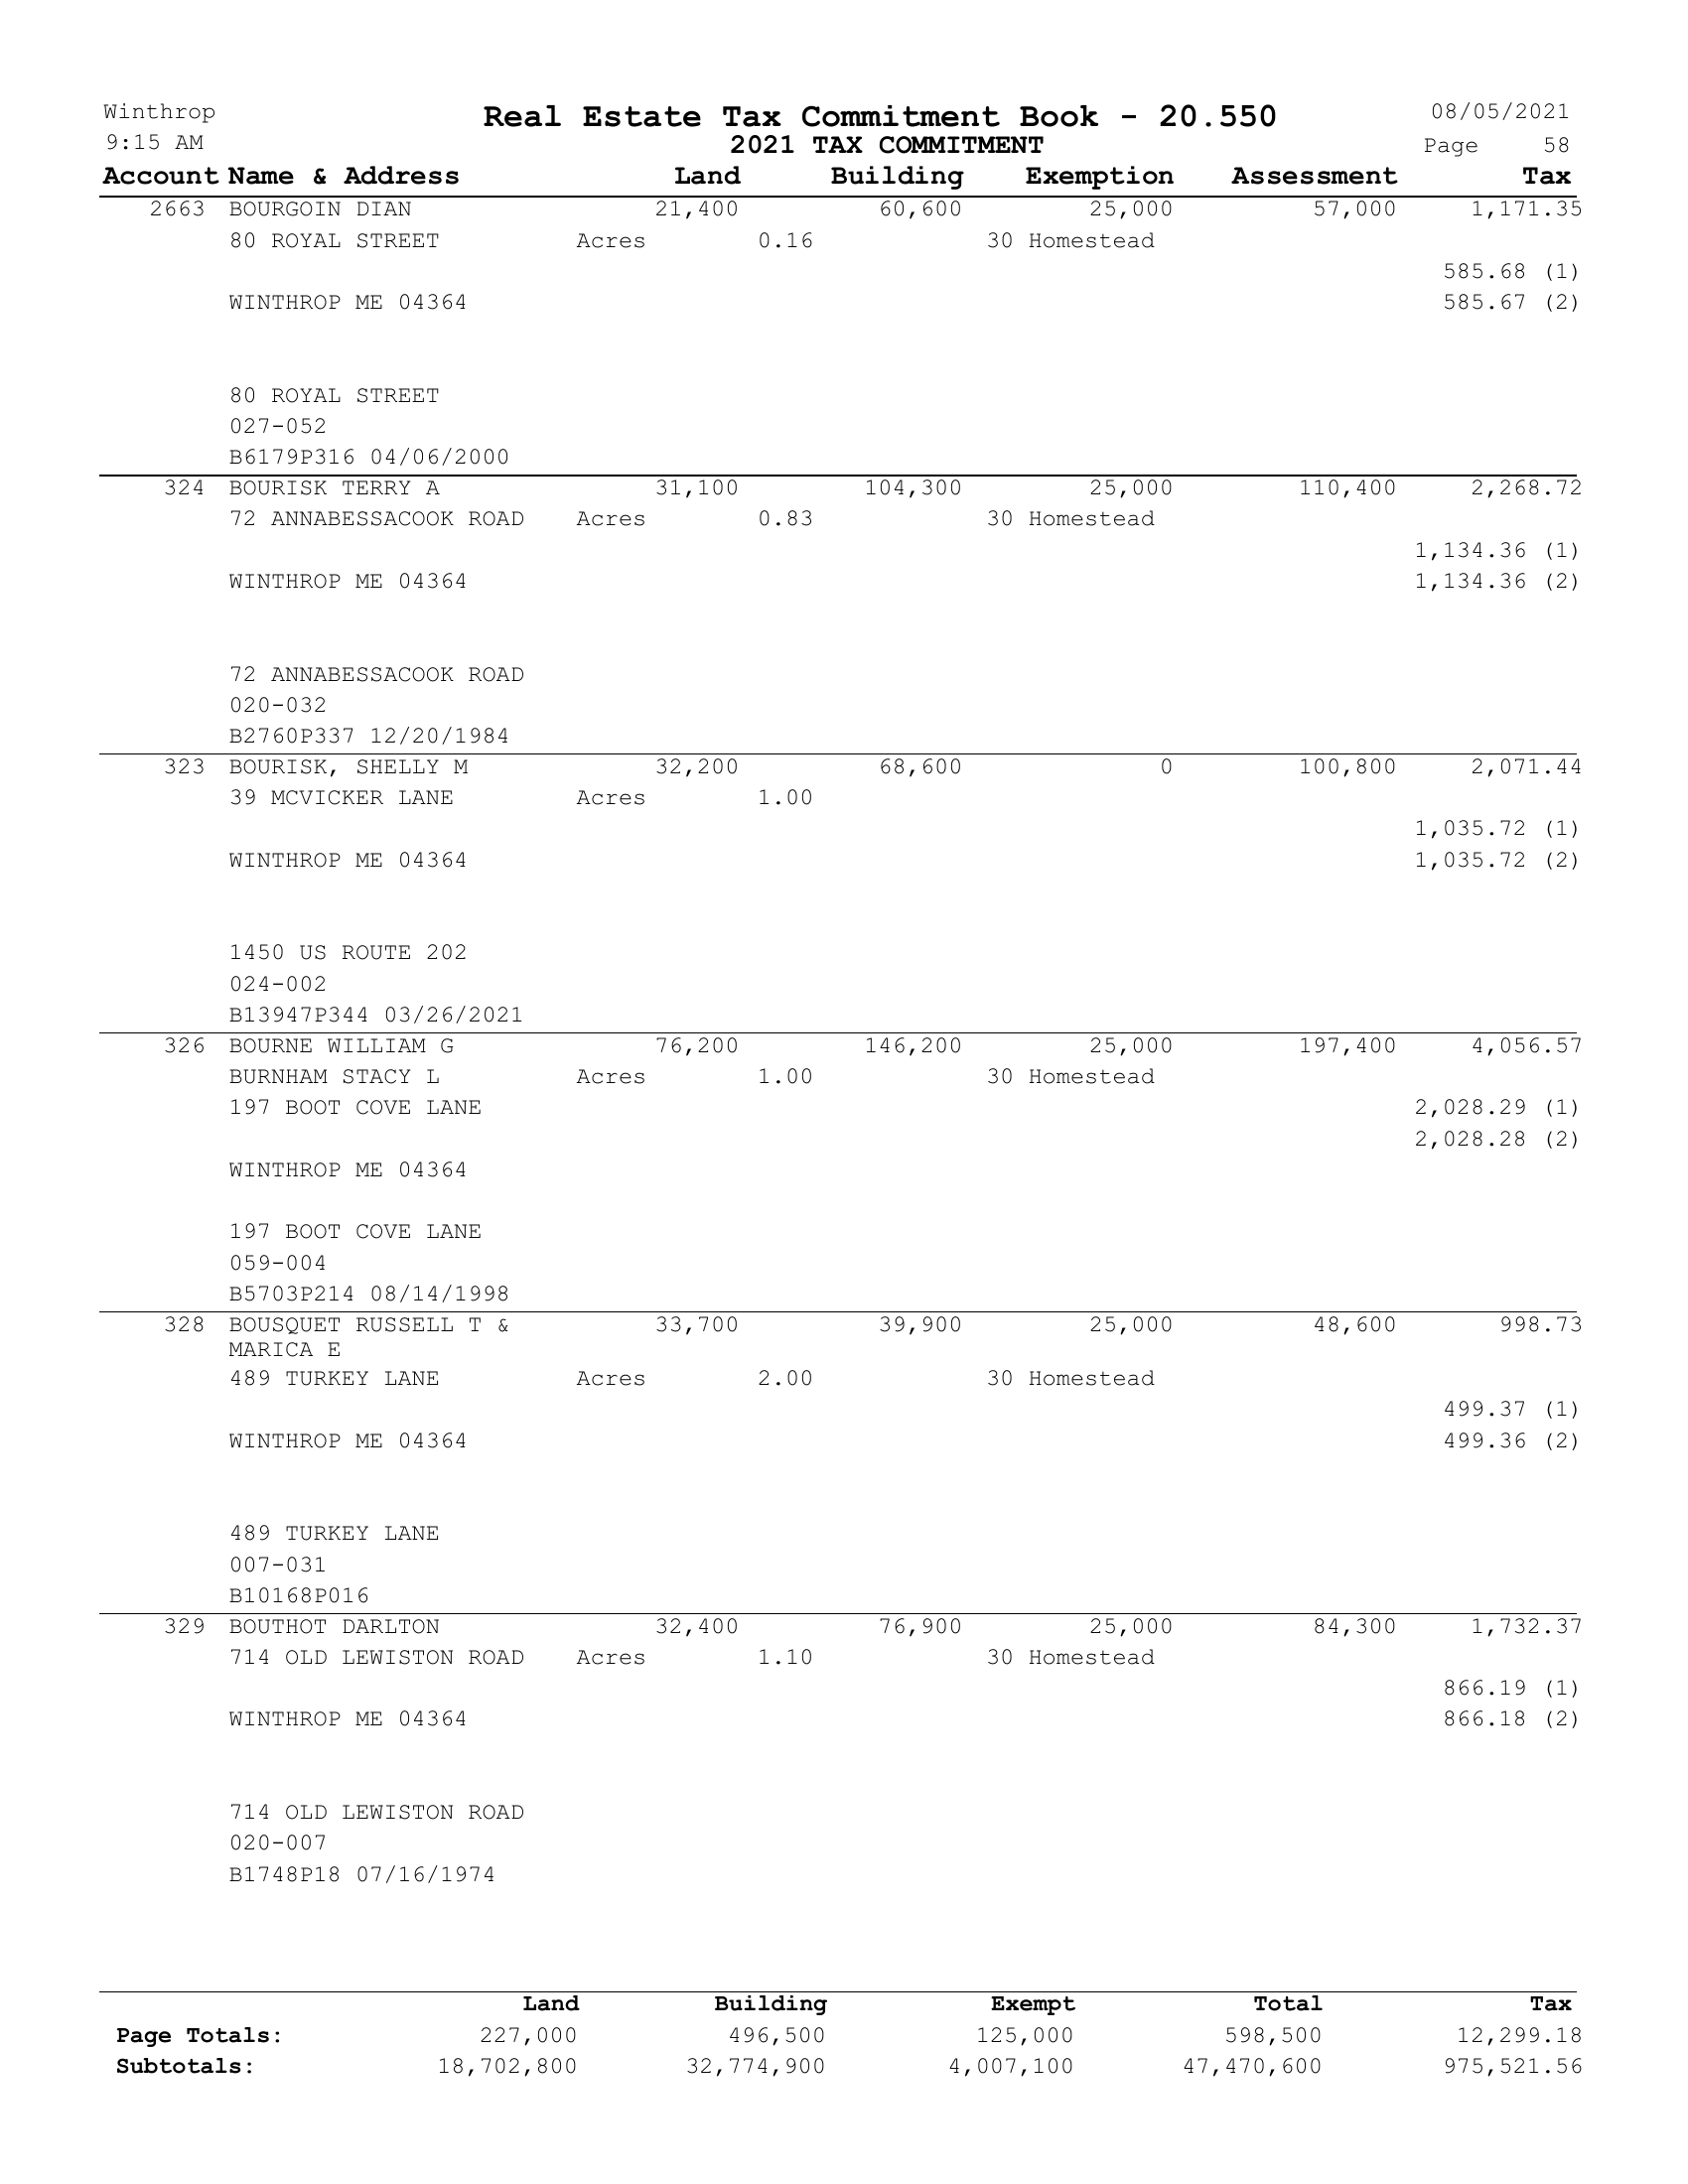 Winthrop Real Estate Tax Commitment Book - 20.550 08/05/2021
9:15 AM 2021 TAX COMMITMENT Page 58
Account Name & Address Land Building Exemption Assessment Tax
2663 BOURGOIN DIAN 21,400 60,600 25,000 57,000 1,171.35
80 ROYAL STREET Acres 0.16 30 Homestead
585.68 (1)
WINTHROP ME 04364 585.67 (2)
80 ROYAL STREET
027-052
B6179P316 04/06/2000
324 BOURISK TERRY A 31,100 104,300 25,000 110,400 2,268.72
72 ANNABESSACOOK ROAD Acres 0.83 30 Homestead
1,134.36 (1)
WINTHROP ME 04364 1,134.36 (2)
72 ANNABESSACOOK ROAD
020-032
B2760P337 12/20/1984
323 BOURISK, SHELLY M 32,200 68,600 0 100,800 2,071.44
39 MCVICKER LANE Acres 1.00
1,035.72 (1)
WINTHROP ME 04364 1,035.72 (2)
1450 US ROUTE 202
024-002
B13947P344 03/26/2021
326 BOURNE WILLIAM G 76,200 146,200 25,000 197,400 4,056.57
BURNHAM STACY L Acres 1.00 30 Homestead
197 BOOT COVE LANE 2,028.29 (1)
2,028.28 (2)
WINTHROP ME 04364
197 BOOT COVE LANE
059-004
B5703P214 08/14/1998
328 BOUSQUET RUSSELL T & 33,700 39,900 25,000 48,600 998.73
MARICA E
489 TURKEY LANE Acres 2.00 30 Homestead
499.37 (1)
WINTHROP ME 04364 499.36 (2)
489 TURKEY LANE
007-031
B10168P016
329 BOUTHOT DARLTON 32,400 76,900 25,000 84,300 1,732.37
714 OLD LEWISTON ROAD Acres 1.10 30 Homestead
866.19 (1)
WINTHROP ME 04364 866.18 (2)
714 OLD LEWISTON ROAD
020-007
B1748P18 07/16/1974
Land Building Exempt Total Tax
Page Totals: 227,000 496,500 125,000 598,500 12,299.18
Subtotals: 18,702,800 32,774,900 4,007,100 47,470,600 975,521.56